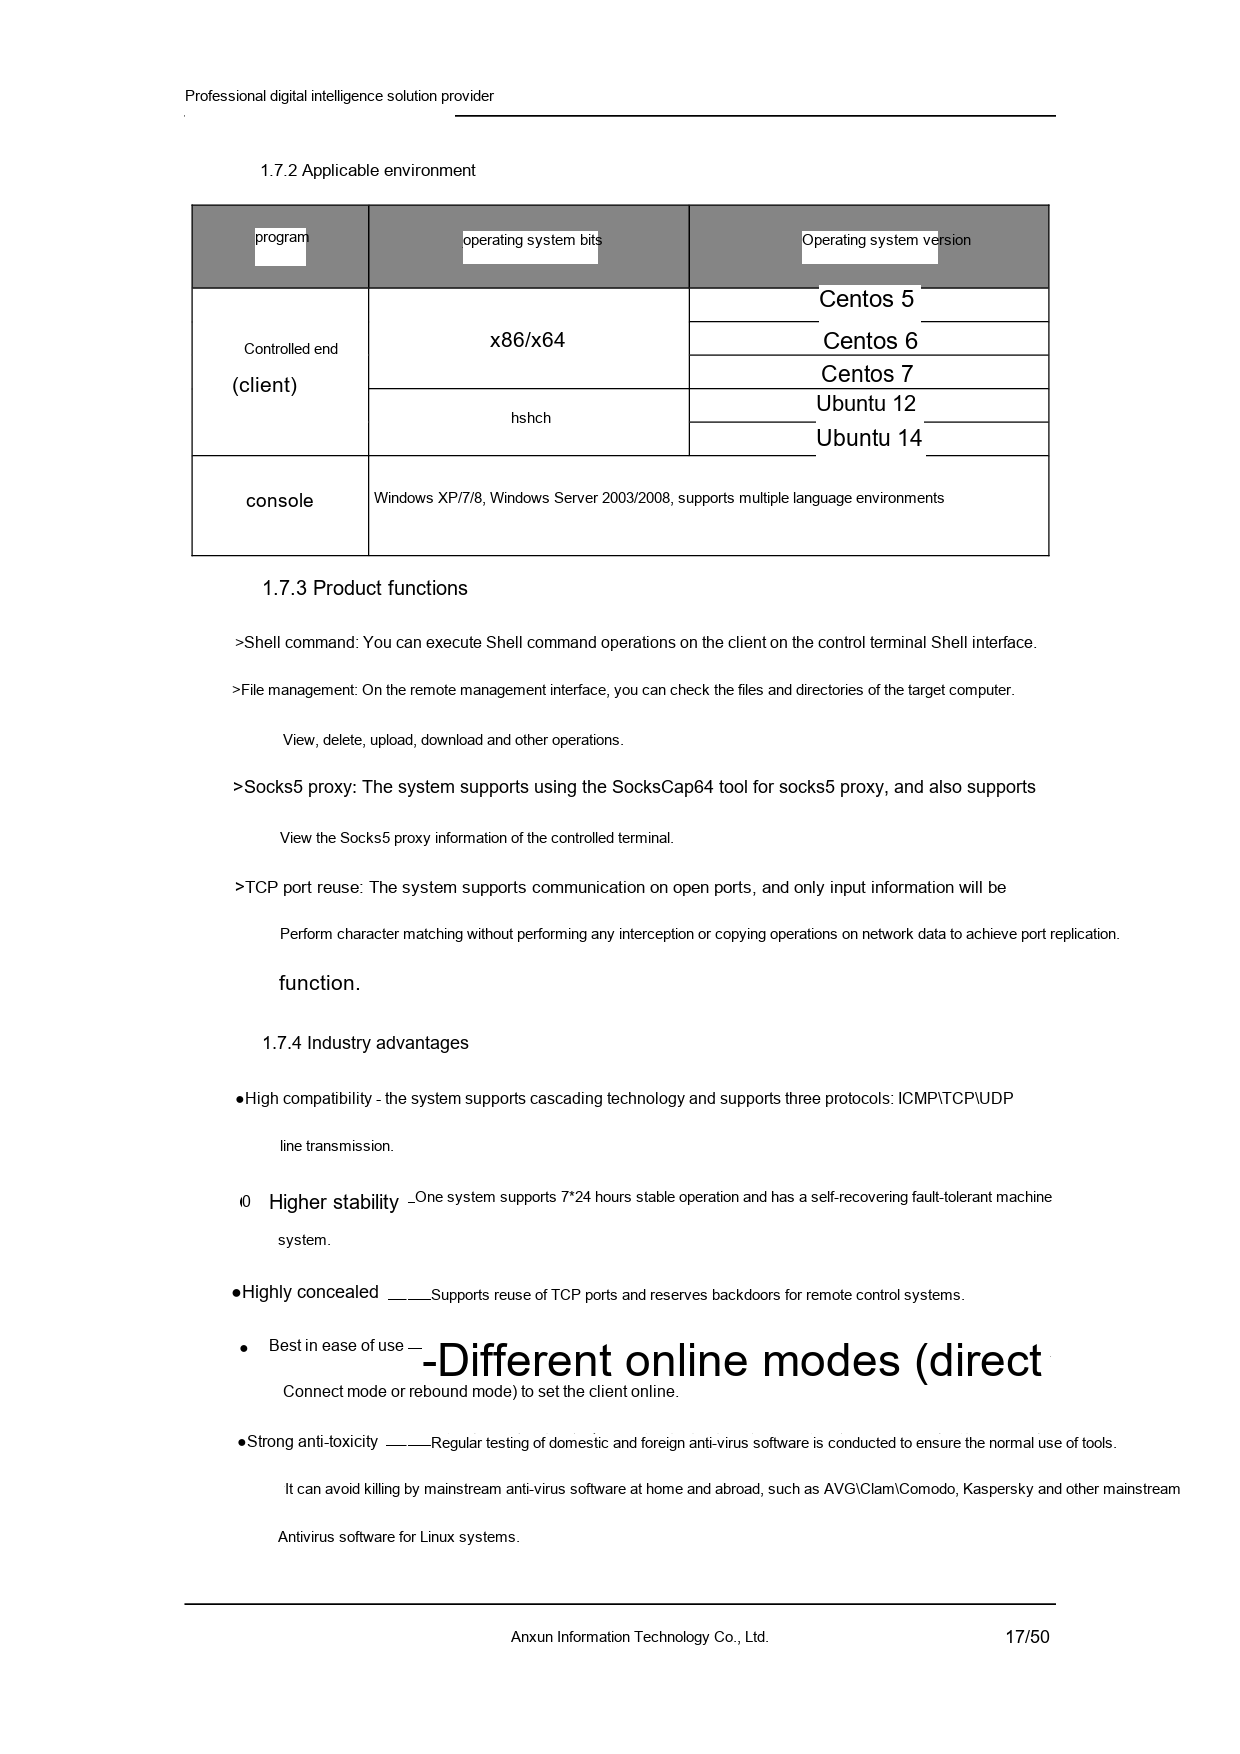 Professional digital intelligence solution provider
1.7.2 Applicable environment
program
operating system bits
Operating system version
Controlled end
(client)
x86/x64
Centos 5
Centos 6
Centos 7
hshch
Ubuntu 12
Ubuntu 14
console
Windows XP/7/8, Windows Server 2003/2008, supports multiple language environments
1.7.3 Product functions
>Shell command: You can execute Shell command operations on the client on the control terminal Shell interface.
>File management: On the remote management interface, you can check the files and directories of the target computer.
View, delete, upload, download and other operations.
>Socks5 proxy: The system supports using the SocksCap64 tool for socks5 proxy, and also supports
View the Socks5 proxy information of the controlled terminal.
>TCP port reuse: The system supports communication on open ports, and only input information will be
Perform character matching without performing any interception or copying operations on network data to achieve port replication.
function.
1.7.4 Industry advantages
●High compatibility - the system supports cascading technology and supports three protocols: ICMP\TCP\UDP
line transmission.
0 Higher stability –One system supports 7*24 hours stable operation and has a self-recovering fault-tolerant machine
system.
●Highly concealed ——Supports reuse of TCP ports and reserves backdoors for remote control systems.
● Best in ease of use — -Different online modes (direct
Connect mode or rebound mode) to set the client online.
●Strong anti-toxicity ——Regular testing of domestic and foreign anti-virus software is conducted to ensure the normal use of tools.
It can avoid killing by mainstream anti-virus software at home and abroad, such as AVG\Clam\Comodo, Kaspersky and other mainstream
Antivirus software for Linux systems.
Anxun Information Technology Co., Ltd.
17/50